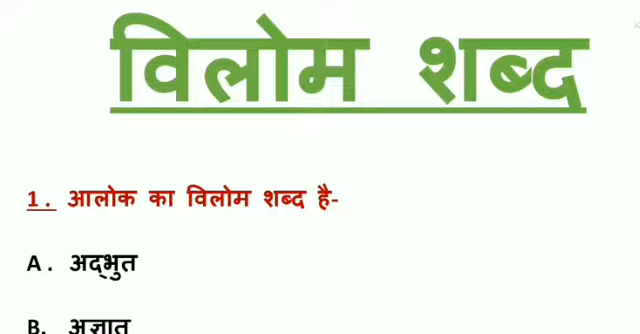 विलोम शब्द
1. आलोक का विलोम शब्द है-
A. अद्‌भुत
B. अज्ञात